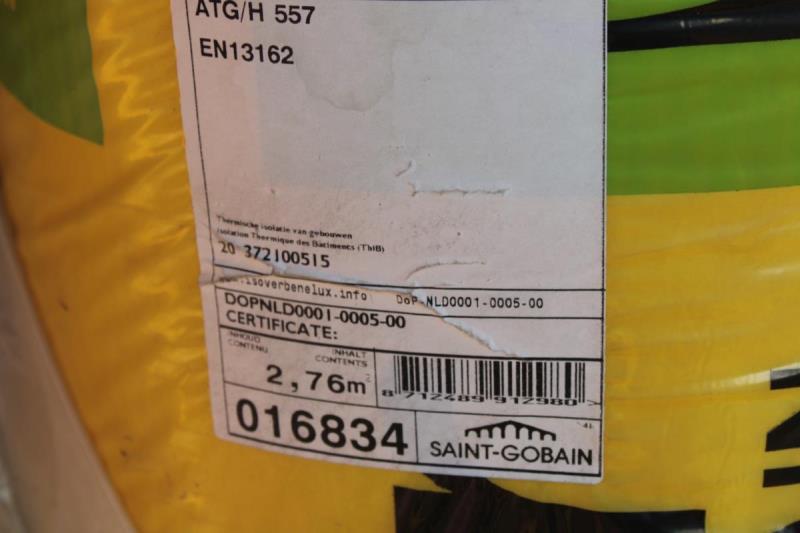 ATG/H 557
EN13162
Thermische isolatie van gebouwen
Isolation Thermique des Batiments (ThIB)
20 372100515
www.isoverbenelux.info DoP-NLD0001-0005-00
DOPNLD0001-0005-00
CERTIFICATE:
INHOUD INHALT
CONTENU CONTENTS
2,76m²
8 712489 912980 >
016834
SAINT-GOBAIN